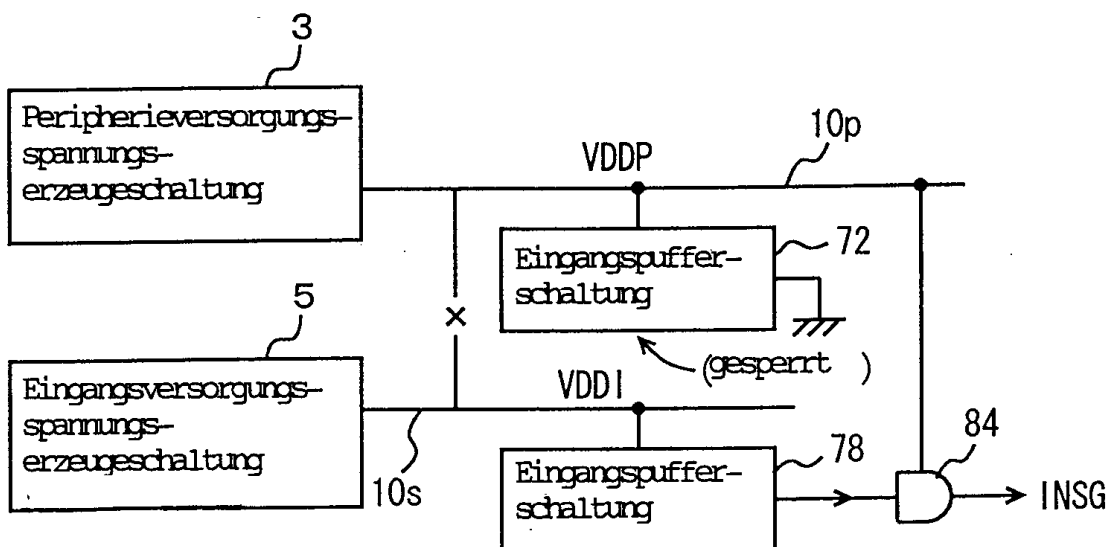 3
Peripherieversorgungs-
spannungs-
erzeugeschaltung
VDDP
10p
Eingangspuffer-
schaltung
72
(gesperrt )
5
Eingangsversorgungs-
spannungs-
erzeugeschaltung
10s
VDDI
Eingangspuffer-
schaltung
78
84
INSG